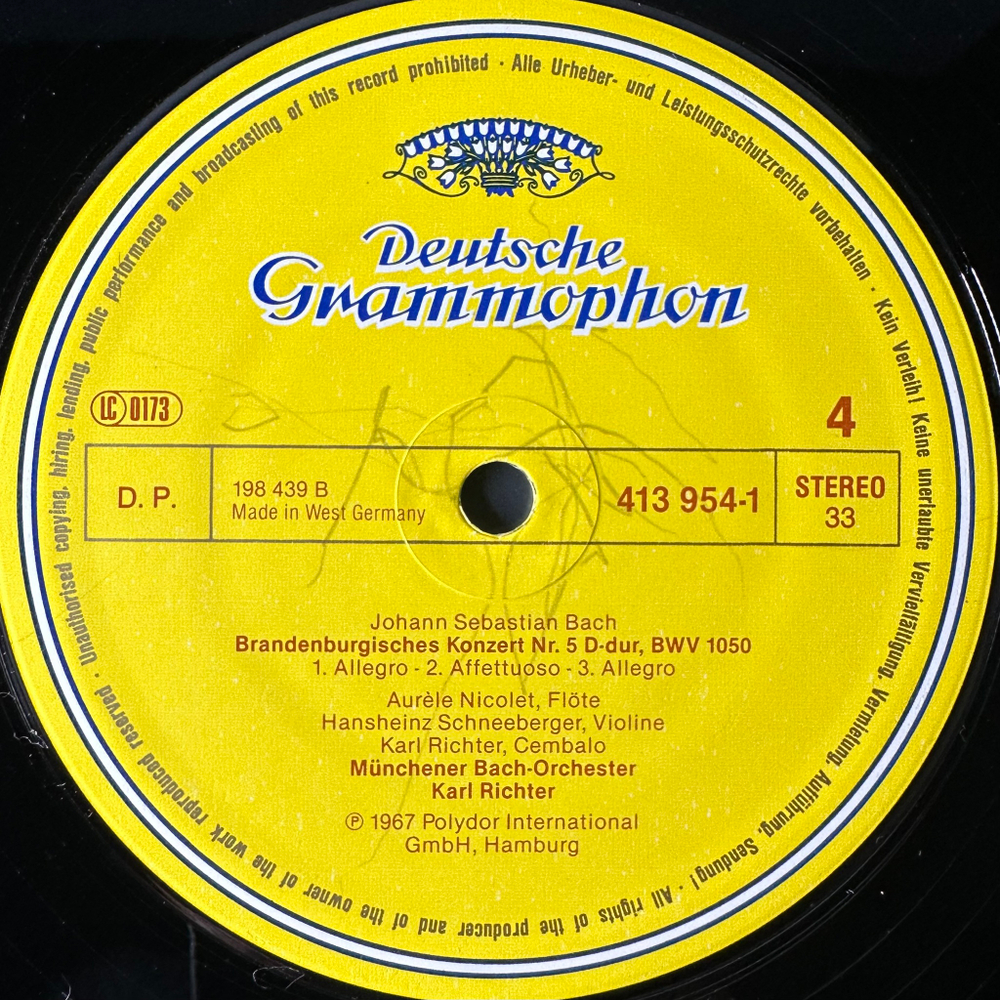 Deutsche
Grammophon
LC 0173
4
D. P.
198 439 B
Made in West Germany
413 954-1
STEREO
33
Johann Sebastian Bach
Brandenburgisches Konzert Nr. 5 D-dur, BWV 1050
1. Allegro - 2. Affettuoso - 3. Allegro
Aurèle Nicolet, Flöte
Hansheinz Schneeberger, Violine
Karl Richter, Cembalo
Münchener Bach-Orchester
Karl Richter
℗ 1967 Polydor International
GmbH, Hamburg
Alle Urheber- und Leistungsschutzrechte vorbehalten · Kein Verleih! Keine unerlaubte Vervielfältigung, Vermietung, Aufführung, Sendung! · All rights of the producer and of the owner of the work reproduced reserved · Unauthorised copying, hiring, lending, public performance and broadcasting of this record prohibited ·